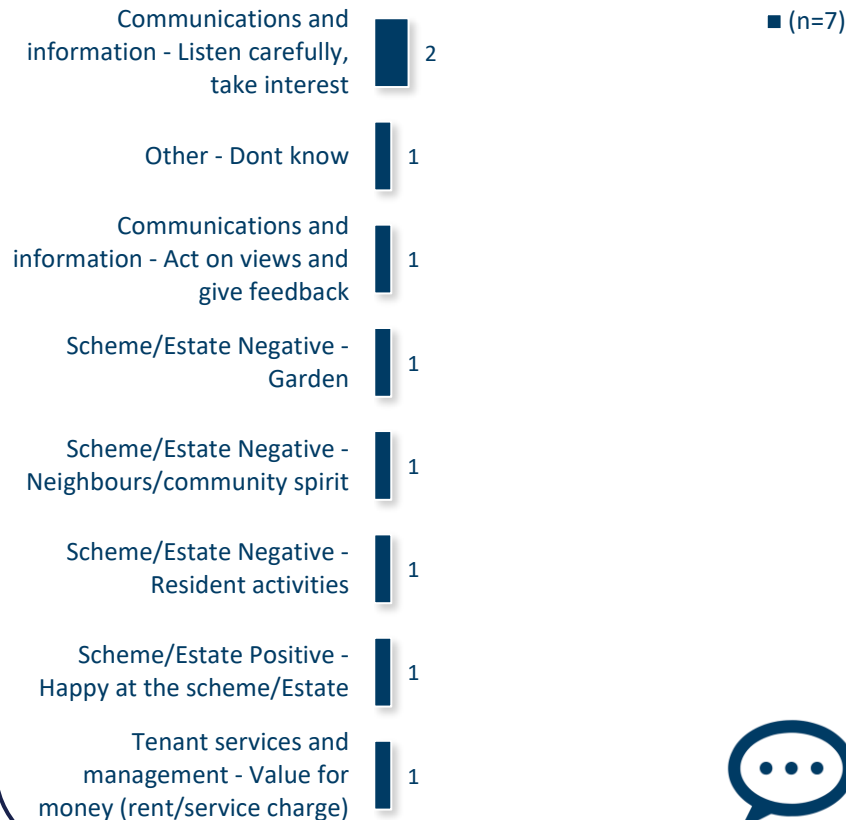 Communications and
information - Listen carefully,
take interest
2
(n=7)
Other - Dont know
1
Communications and
information - Act on views and
give feedback
1
Scheme/Estate Negative -
Garden
1
Scheme/Estate Negative -
Neighbours/community spirit
1
Scheme/Estate Negative -
Resident activities
1
Scheme/Estate Positive -
Happy at the scheme/Estate
1
Tenant services and
management - Value for
money (rent/service charge)
1